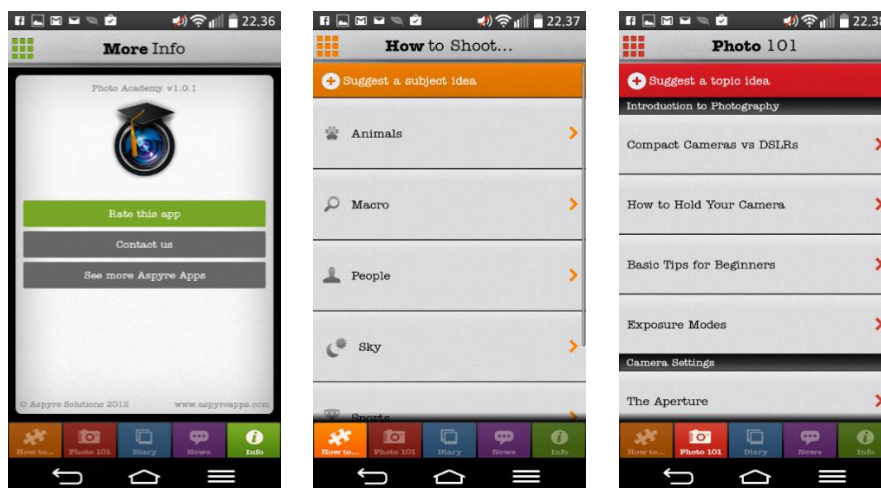 22.36
More Info
Photo Academy v1.0.1
Rate this app
Contact us
See more Aspyre Apps
© Aspyre Solutions 2012
www.aspyreapps.com
How to...
Photo 101
Diary
News
Info
22.37
How to Shoot...
Suggest a subject idea
Animals
Macro
People
Sky
Sports
How to...
Photo 101
Diary
News
Info
22.38
Photo 101
Suggest a topic idea
Introduction to Photography
Compact Cameras vs DSLRs
How to Hold Your Camera
Basic Tips for Beginners
Exposure Modes
Camera Settings
The Aperture
How to...
Photo 101
Diary
News
Info